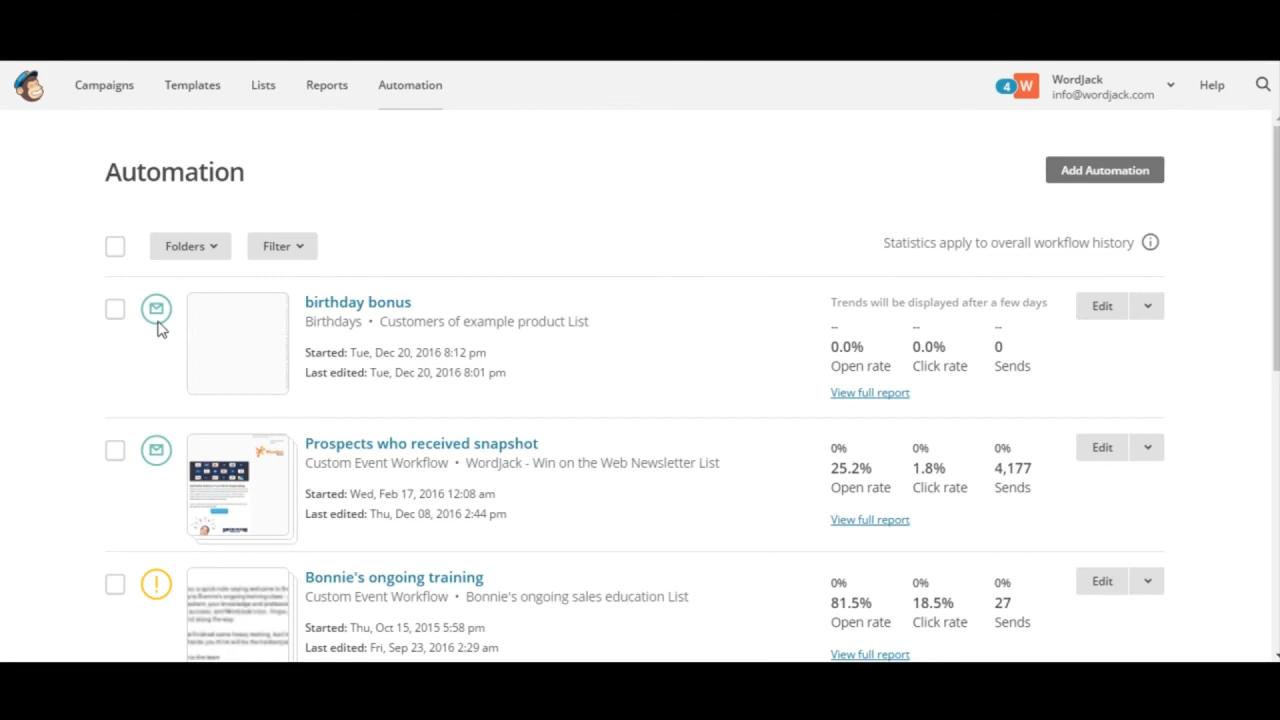 Campaigns Templates Lists Reports Automation 4 W WordJack Help
info@wordjack.com
Automation Add Automation
Folders Filter Statistics apply to overall workflow history
birthday bonus
Birthdays • Customers of example product List
Started: Tue, Dec 20, 2016 8:12 pm
Last edited: Tue, Dec 20, 2016 8:01 pm
Trends will be displayed after a few days
-- -- --
0.0% 0.0% 0
Open rate Click rate Sends
View full report
Edit
Prospects who received snapshot
Custom Event Workflow • WordJack - Win on the Web Newsletter List
Started: Wed, Feb 17, 2016 12:08 am
Last edited: Thu, Dec 08, 2016 2:44 pm
0% 0% 0%
25.2% 1.8% 4,177
Open rate Click rate Sends
View full report
Edit
Bonnie's ongoing training
Custom Event Workflow • Bonnie's ongoing sales education List
Started: Thu, Oct 15, 2015 5:58 pm
Last edited: Fri, Sep 23, 2016 2:29 am
0% 0% 0%
81.5% 18.5% 27
Open rate Click rate Sends
View full report
Edit